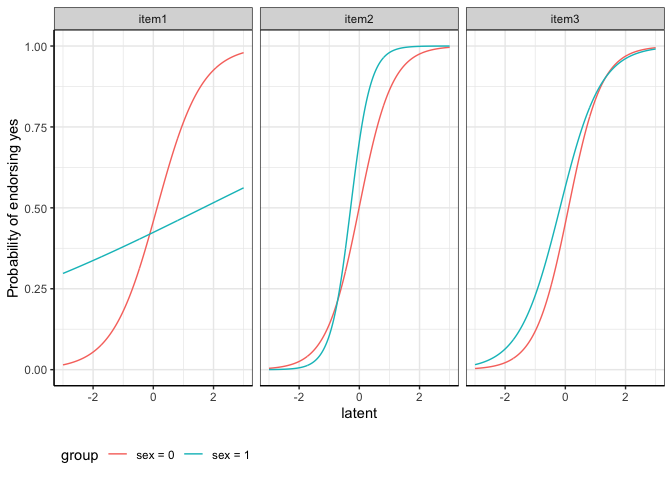 item1 item2 item3
Probability of endorsing yes
1.00
0.75
0.50
0.25
0.00
-2 0 2 -2 0 2 -2 0 2
latent
group sex = 0 sex = 1